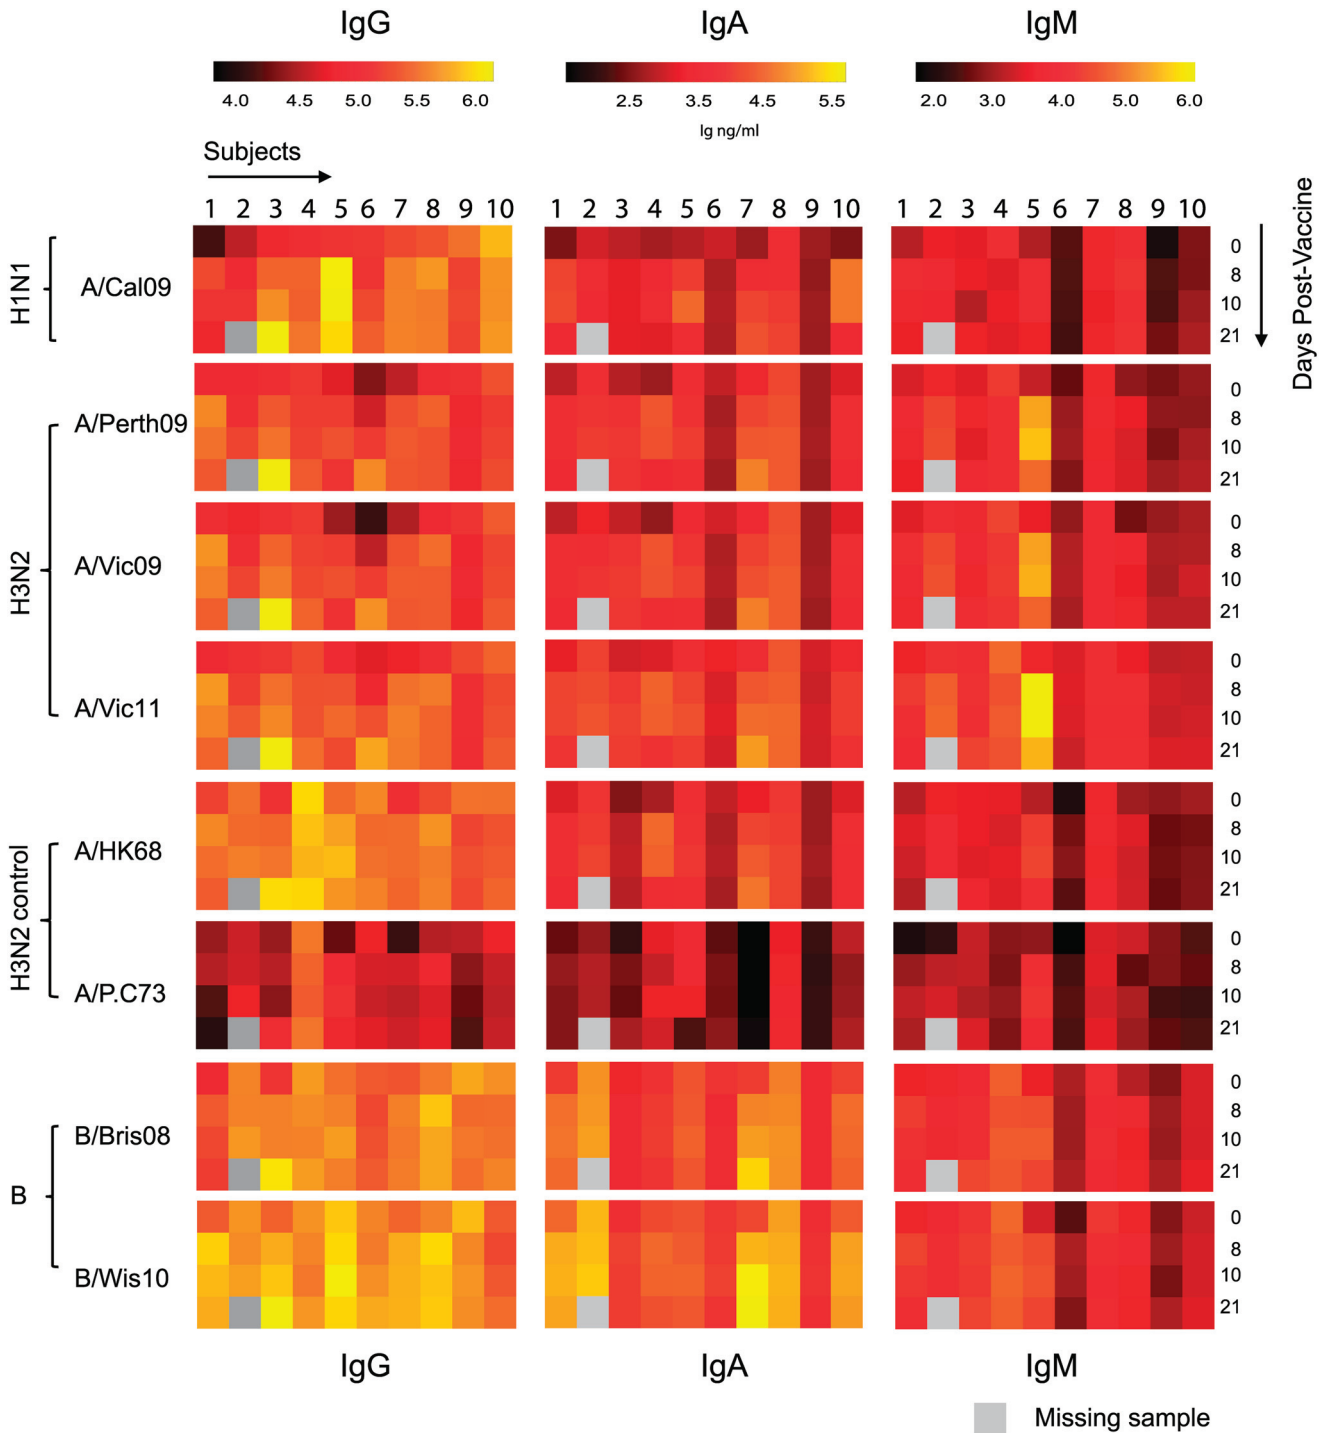 IgG IgA IgM
4.0 4.5 5.0 5.5 6.0 2.5 3.5 4.5 5.5 2.0 3.0 4.0 5.0 6.0
Ig ng/ml
Subjects
1 2 3 4 5 6 7 8 9 10 1 2 3 4 5 6 7 8 9 10 1 2 3 4 5 6 7 8 9 10
Days Post-Vaccine
H1N1
A/Cal09
0
8
10
21
H3N2
A/Perth09
0
8
10
21
A/Vic09
0
8
10
21
A/Vic11
0
8
10
21
H3N2 control
A/HK68
0
8
10
21
A/P.C73
0
8
10
21
B
B/Bris08
0
8
10
21
B/Wis10
0
8
10
21
IgG IgA IgM
Missing sample